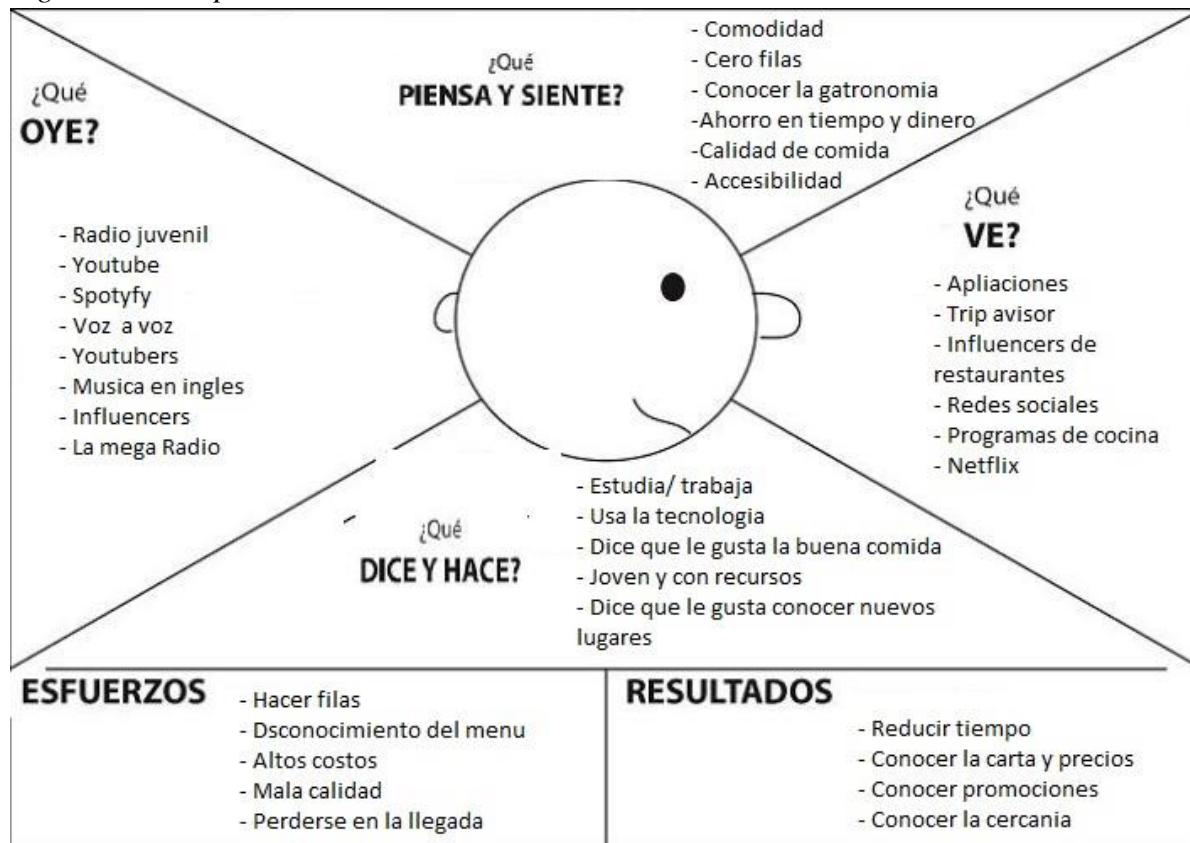 ¿Qué
PIENSA Y SIENTE?
- Comodidad
- Cero filas
- Conocer la gatronomia
-Ahorro en tiempo y dinero
-Calidad de comida
- Accesibilidad
¿Qué
OYE?
- Radio juvenil
- Youtube
- Spotyfy
- Voz a voz
- Youtubers
- Musica en ingles
- Influencers
- La mega Radio
¿Qué
VE?
- Apliaciones
- Trip avisor
- Influencers de
restaurantes
- Redes sociales
- Programas de cocina
- Netflix
¿Qué
DICE Y HACE?
- Estudia/ trabaja
- Usa la tecnologia
- Dice que le gusta la buena comida
- Joven y con recursos
- Dice que le gusta conocer nuevos
lugares
ESFUERZOS
- Hacer filas
- Dsconocimiento del menu
- Altos costos
- Mala calidad
- Perderse en la llegada
RESULTADOS
- Reducir tiempo
- Conocer la carta y precios
- Conocer promociones
- Conocer la cercania